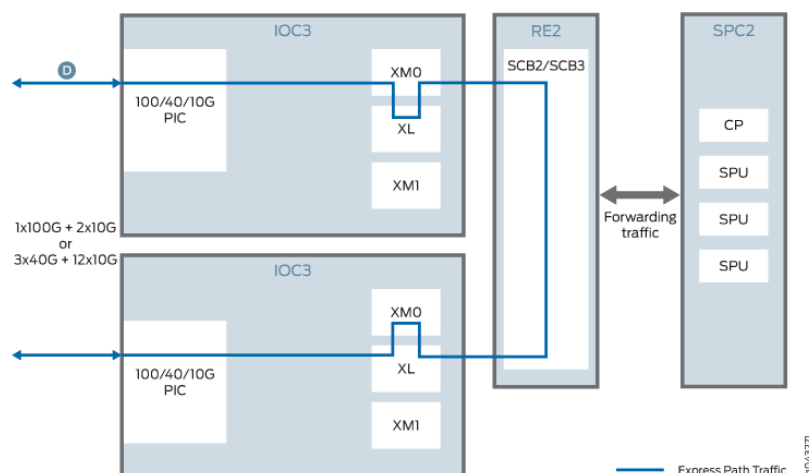 IOC3
RE2
SPC2
SCB2/SCB3
D
100/40/10G
PIC
XM0
XL
XM1
CP
SPU
SPU
SPU
Forwarding
traffic
1x100G + 2x10G
or
3x40G + 12x10G
IOC3
100/40/10G
PIC
XM0
XL
XM1
Express Path Traffic